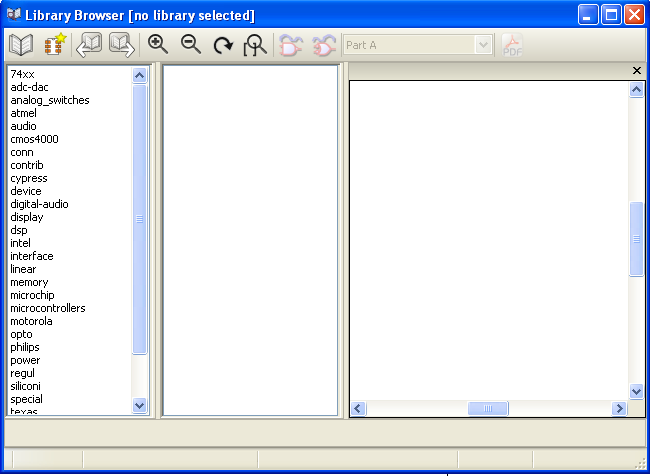 Library Browser [no library selected]
Part A
PDF
74xx
adc-dac
analog_switches
atmel
audio
cmos4000
conn
contrib
cypress
device
digital-audio
display
dsp
intel
interface
linear
memory
microchip
microcontrollers
motorola
opto
philips
power
regul
siliconi
special
texas